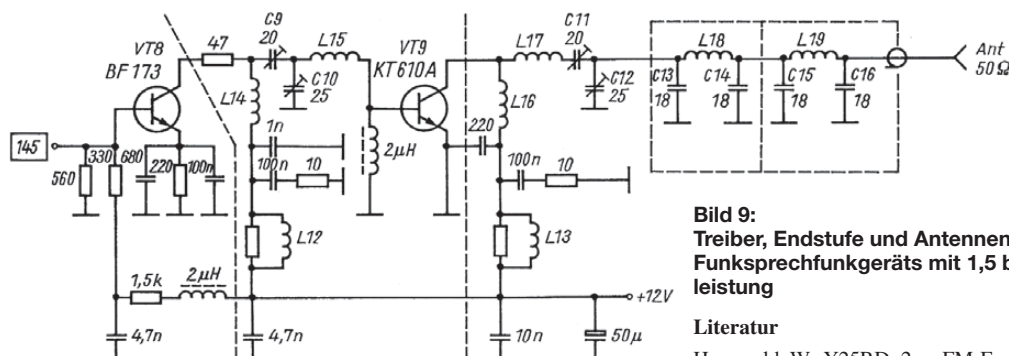 C9
20
C11
20
47
L15
L17
L18
L19
VT8
BF 173
VT9
KT610A
Ant
50 Ω
C10
25
C12
25
C13
18
C14
18
C15
18
C16
18
L14
L16
1n
2µH
220
145
330
680
560
220
100n
100n
10
100n
10
L12
L13
1,5k
2µH
+12V
4,7n
4,7n
10n
50µ
Bild 9:
Treiber, Endstufe und Antennen
Funksprechfunkgeräts mit 1,5 b
leistung
Literatur